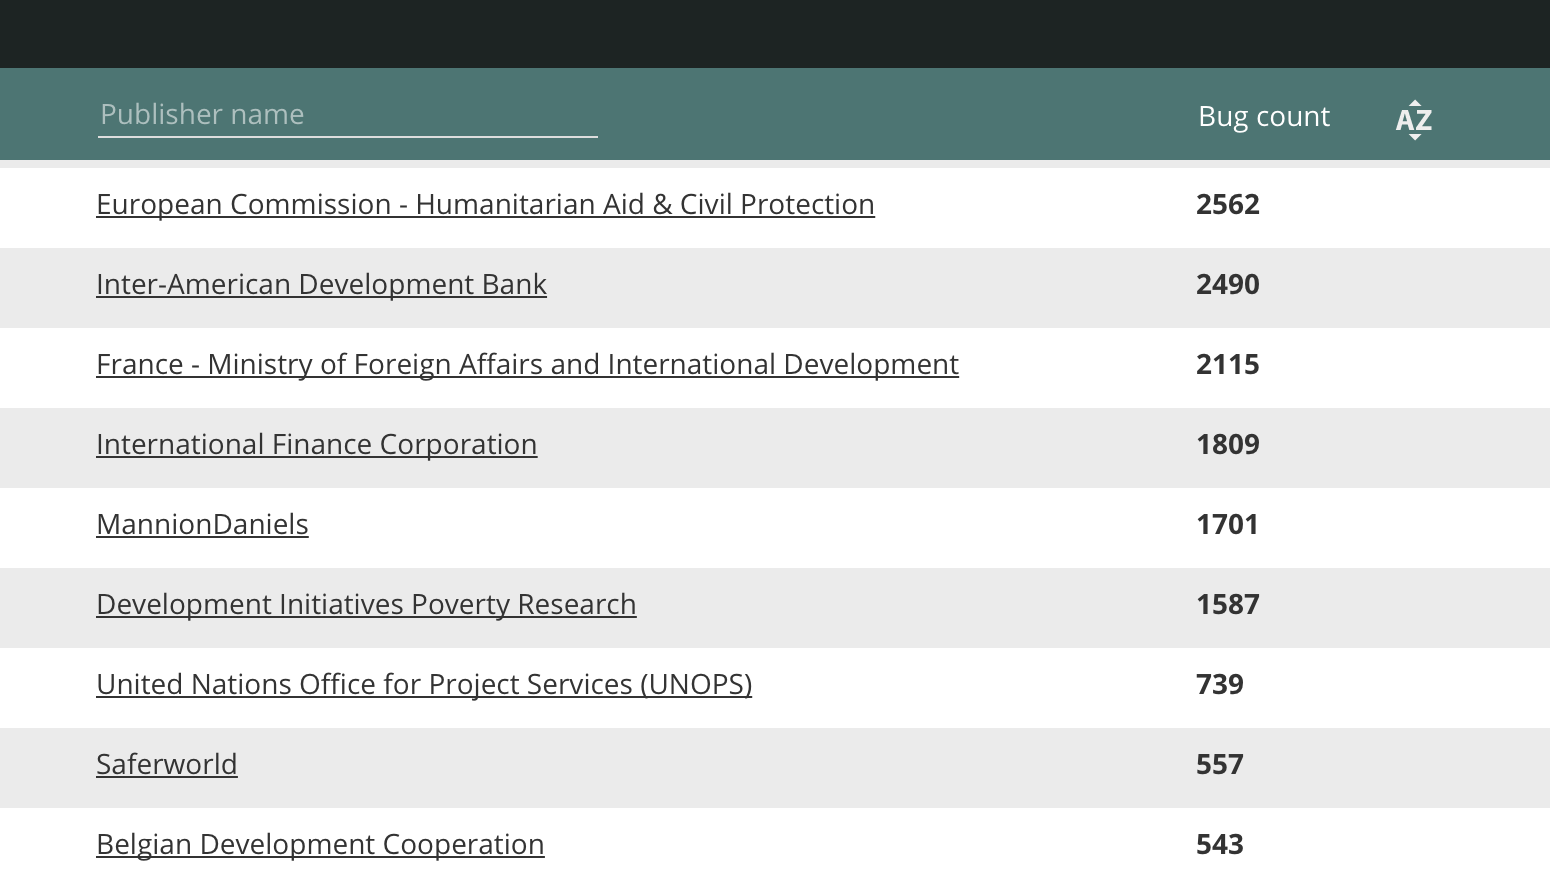 Publisher name Bug count AZ
European Commission - Humanitarian Aid & Civil Protection 2562
Inter-American Development Bank 2490
France - Ministry of Foreign Affairs and International Development 2115
International Finance Corporation 1809
MannionDaniels 1701
Development Initiatives Poverty Research 1587
United Nations Office for Project Services (UNOPS) 739
Saferworld 557
Belgian Development Cooperation 543